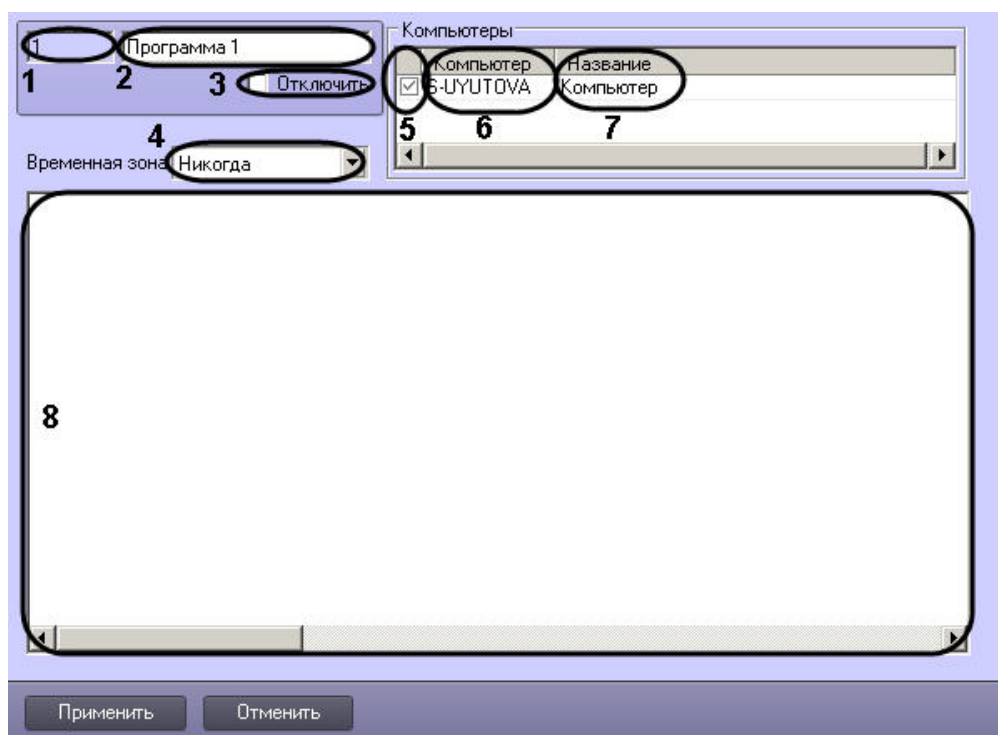 1 Программа 1
1 2 3 Отключить
4
Временная зона Никогда
Компьютеры
Компьютер Название
S-UYUTOVA Компьютер
5 6 7
8
Применить Отменить